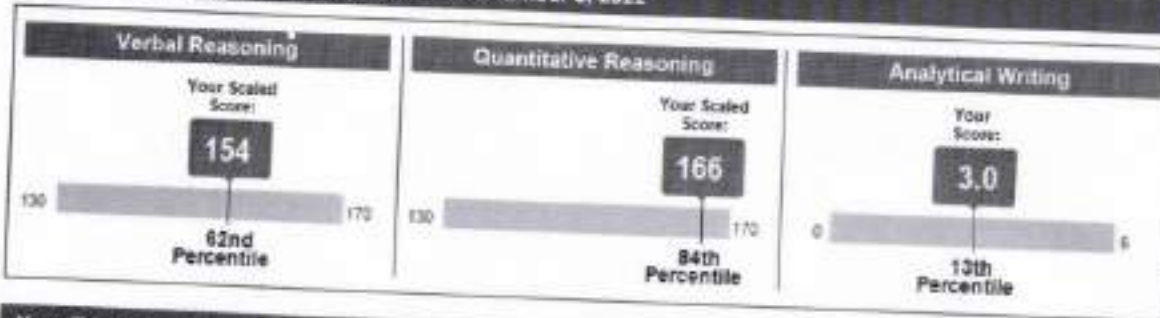 2022
Verbal Reasoning
Your Scaled
Score:
154
130
170
62nd
Percentile
Quantitative Reasoning
Your Scaled
Score:
166
130
170
84th
Percentile
Analytical Writing
Your
Score:
3.0
0
6
13th
Percentile